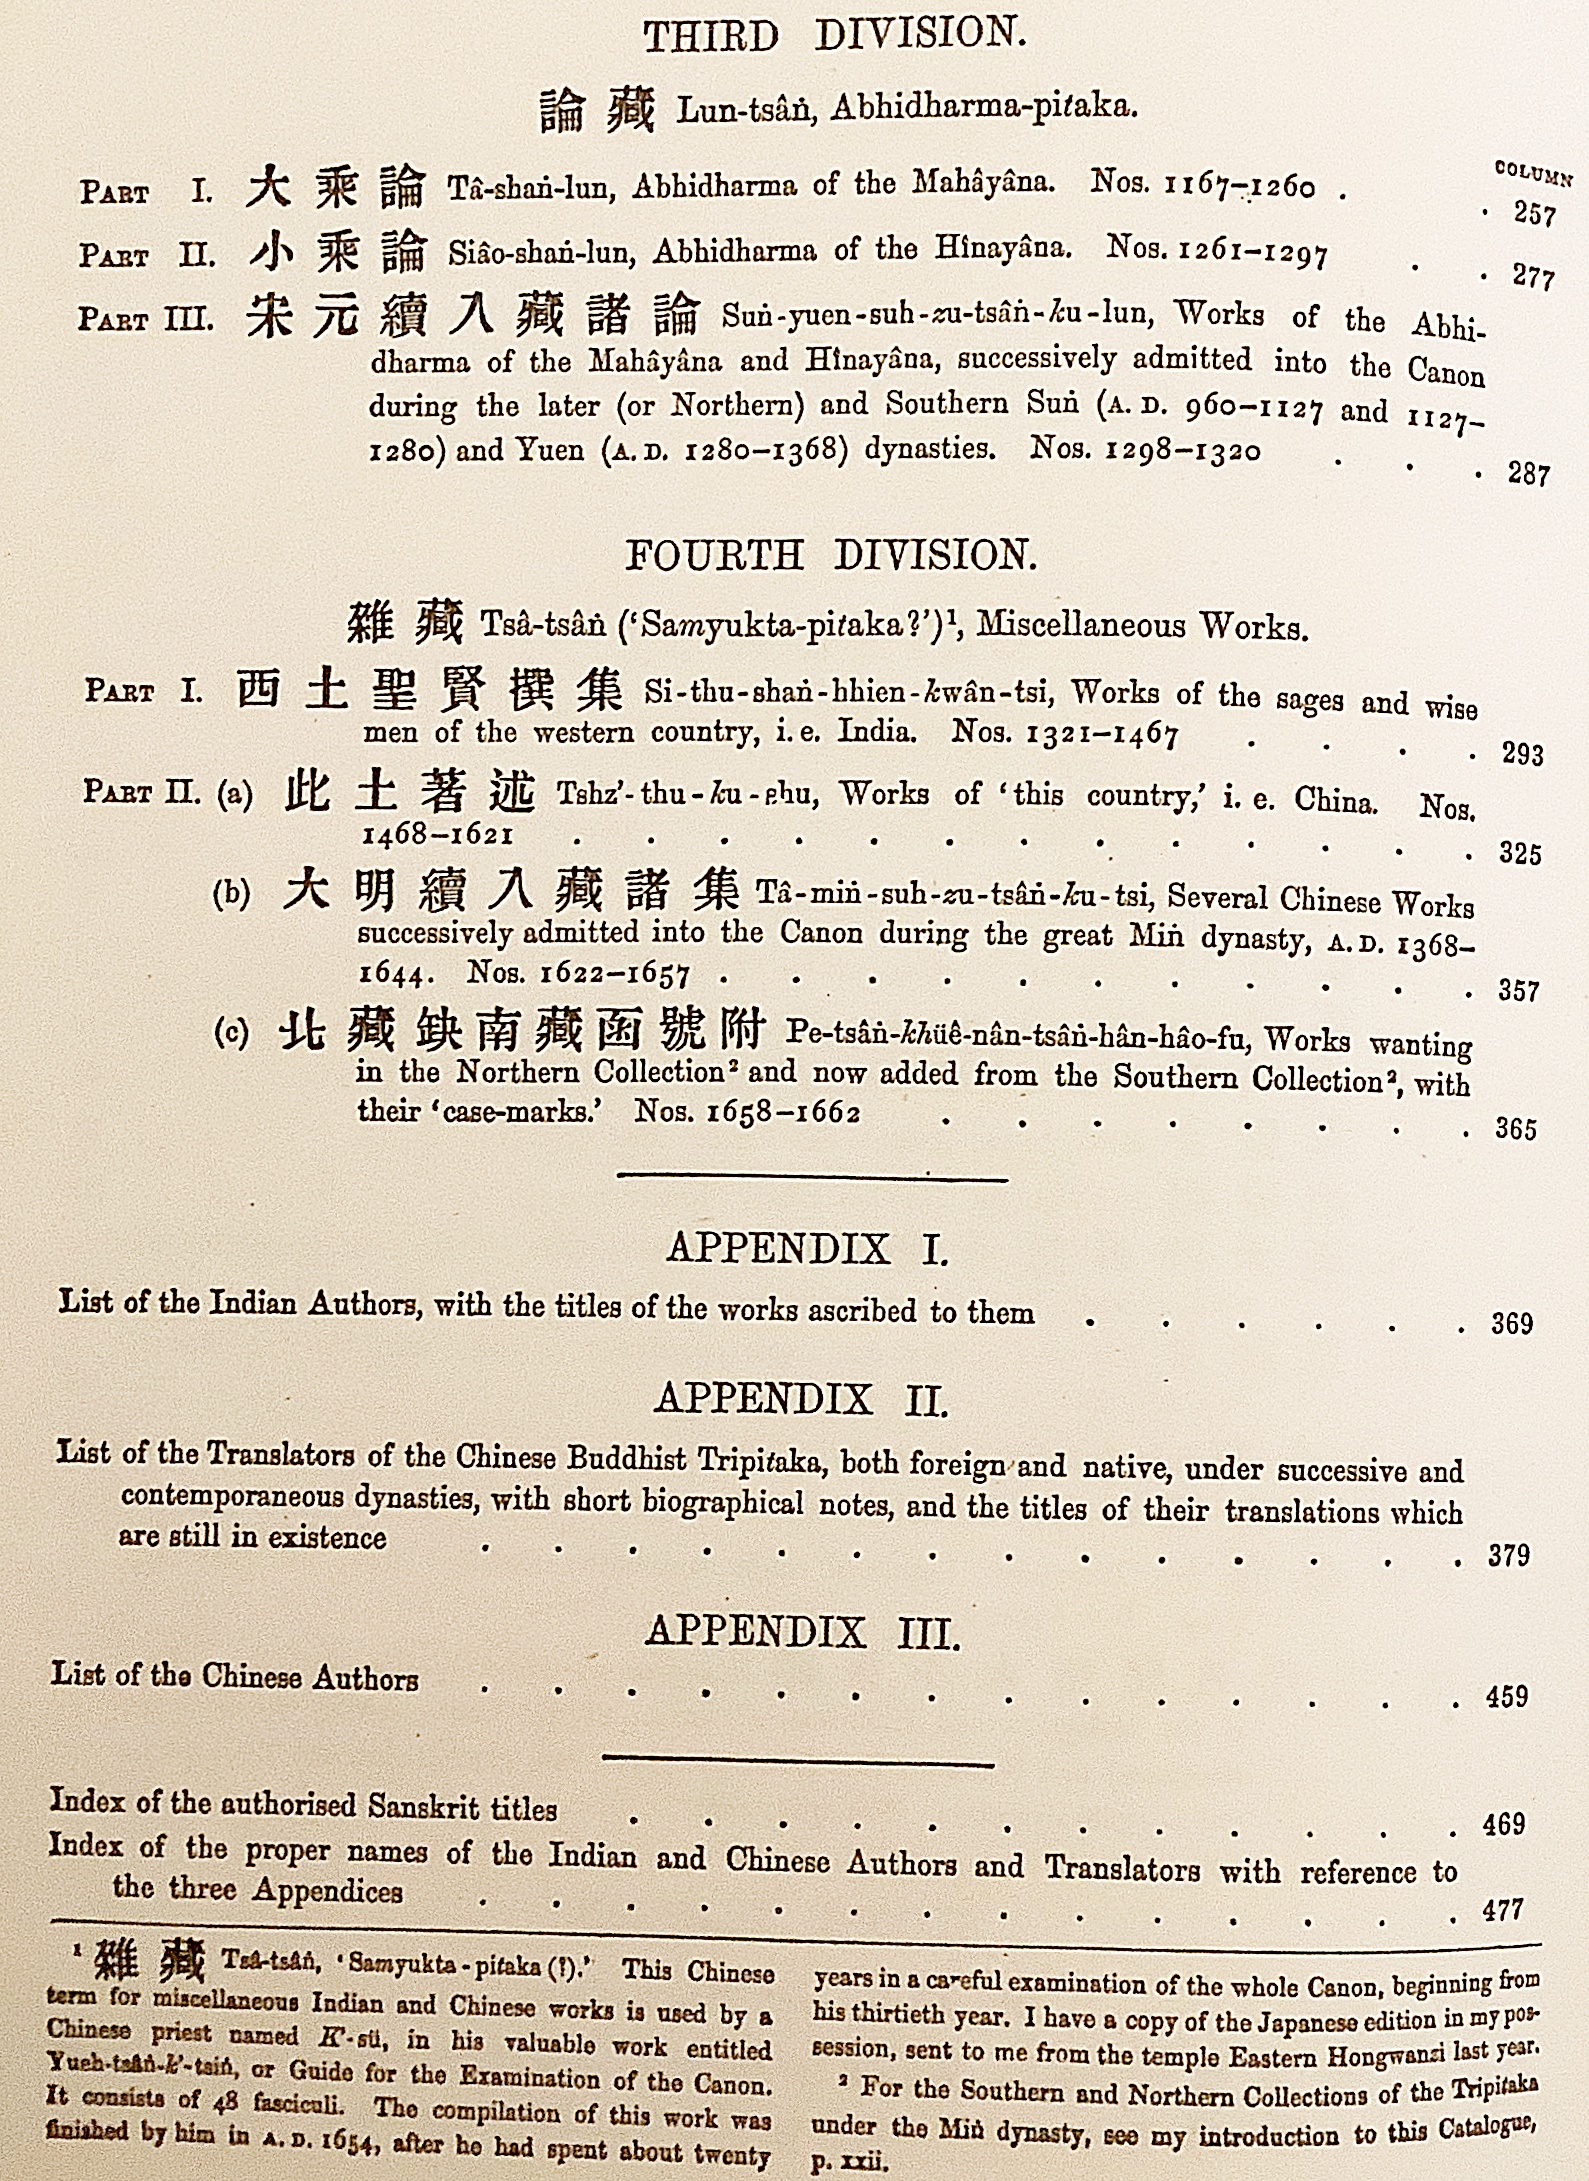 THIRD DIVISION.
論藏 Lun-tsâṅ, Abhidharma-piṭaka.
COLUMN
PART I. 大乘論 Tâ-shaṅ-lun, Abhidharma of the Mahâyâna. Nos. 1167–1260 . . 257
PART II. 小乘論 Siâo-shaṅ-lun, Abhidharma of the Hînayâna. Nos. 1261–1297 . . 277
PART III. 宋元續入藏諸論 Suṅ-yuen-suh-zu-tsâṅ-ku-lun, Works of the Abhi-
dharma of the Mahâyâna and Hînayâna, successively admitted into the Canon
during the later (or Northern) and Southern Suṅ (A. D. 960–1127 and 1127–
1280) and Yuen (A. D. 1280–1368) dynasties. Nos. 1298–1320 . . . 287
FOURTH DIVISION.
雜藏 Tsâ-tsâṅ (‘Samyukta-piṭaka?’)¹, Miscellaneous Works.
PART I. 西土聖賢撰集 Si-thu-shaṅ-hhien-kwân-tsi, Works of the sages and wise
men of the western country, i. e. India. Nos. 1321–1467 . . . . 293
PART II. (a) 此土著述 Tshz’-thu-ku-shu, Works of ‘this country,’ i. e. China. Nos.
1468–1621 . . . . . . . . . . . . . 325
(b) 大明續入藏諸集 Tâ-miṅ-suh-zu-tsâṅ-ku-tsi, Several Chinese Works
successively admitted into the Canon during the great Miṅ dynasty, A. D. 1368–
1644. Nos. 1622–1657 . . . . . . . . . . . 357
(c) 北藏缺南藏函號附 Pe-tsâṅ-khüê-nân-tsâṅ-hân-hâo-fu, Works wanting
in the Northern Collection² and now added from the Southern Collection², with
their ‘case-marks.’ Nos. 1658–1662 . . . . . . . . 365
APPENDIX I.
List of the Indian Authors, with the titles of the works ascribed to them . . . . . . 369
APPENDIX II.
List of the Translators of the Chinese Buddhist Tripiṭaka, both foreign and native, under successive and
contemporaneous dynasties, with short biographical notes, and the titles of their translations which
are still in existence . . . . . . . . . . . . . . 379
APPENDIX III.
List of the Chinese Authors . . . . . . . . . . . . . . 459
Index of the authorised Sanskrit titles . . . . . . . . . . . . 469
Index of the proper names of the Indian and Chinese Authors and Translators with reference to
the three Appendices . . . . . . . . . . . . . . 477
¹ 雜藏 Tsâ-tsâṅ, ‘Samyukta-piṭaka (?).’ This Chinese
term for miscellaneous Indian and Chinese works is used by a
Chinese priest named K’-sü, in his valuable work entitled
Yueh-tsâṅ-k’-tsiṅ, or Guide for the Examination of the Canon.
It consists of 48 fasciculi. The compilation of this work was
finished by him in A. D. 1654, after he had spent about twenty
years in a careful examination of the whole Canon, beginning from
his thirtieth year. I have a copy of the Japanese edition in my pos-
session, sent to me from the temple Eastern Hongwanzi last year.
² For the Southern and Northern Collections of the Tripiṭaka
under the Miṅ dynasty, see my introduction to this Catalogue,
p. xxii.